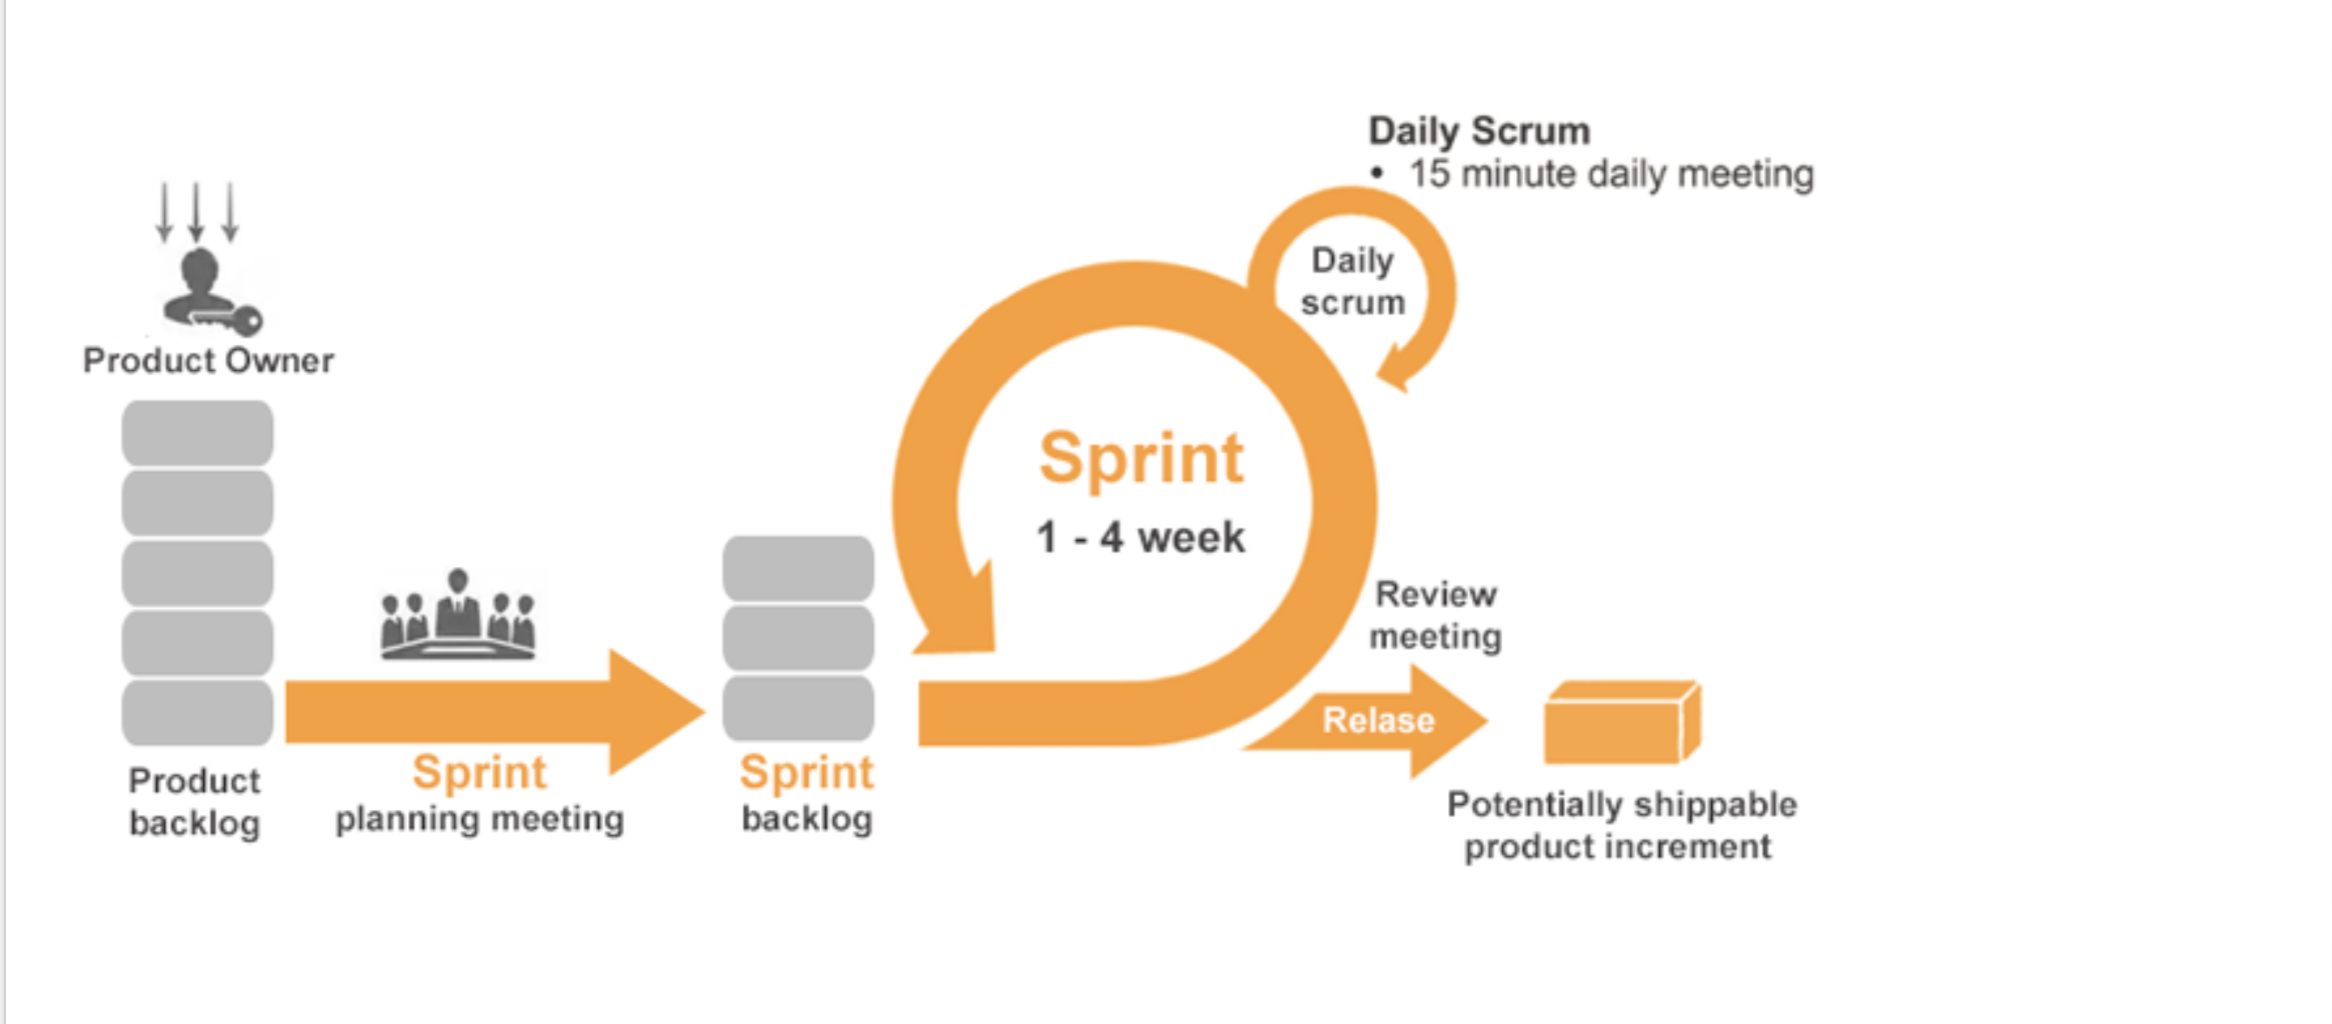 Daily Scrum
• 15 minute daily meeting
Daily
scrum
Product Owner
Sprint
1 - 4 week
Review
meeting
Relase
Product
backlog
Sprint
planning meeting
Sprint
backlog
Potentially shippable
product increment